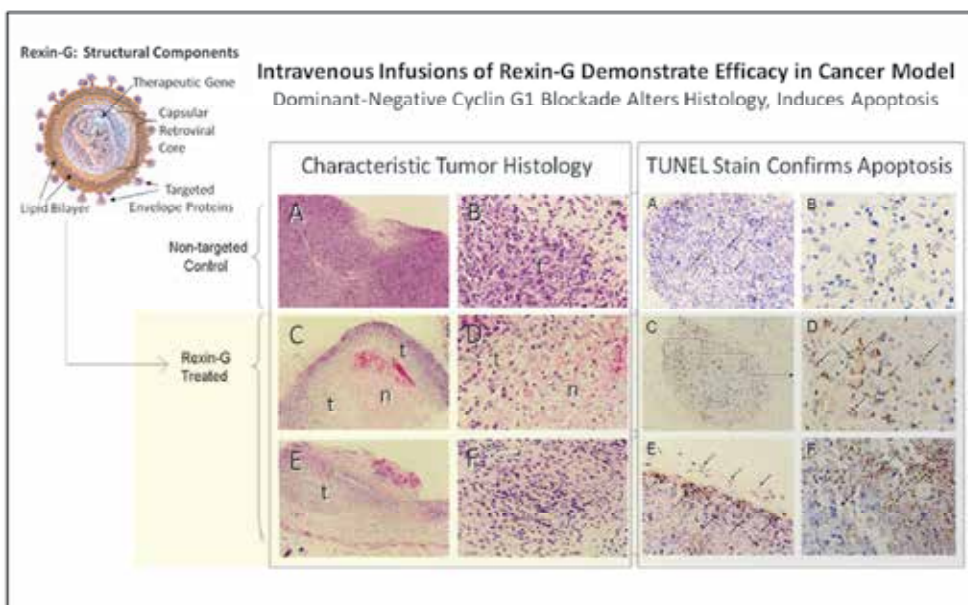 Rexin-G: Structural Components
Therapeutic Gene
Capsular
Retroviral
Core
Targeted
Lipid Bilayer
Envelope Proteins
Intravenous Infusions of Rexin-G Demonstrate Efficacy in Cancer Model
Dominant-Negative Cyclin G1 Blockade Alters Histology, Induces Apoptosis
Characteristic Tumor Histology
TUNEL Stain Confirms Apoptosis
Non-targeted
Control
A
B
t
A
B
Rexin-G
Treated
C
t
t
n
D
t
n
C
D
E
t
F
E
F